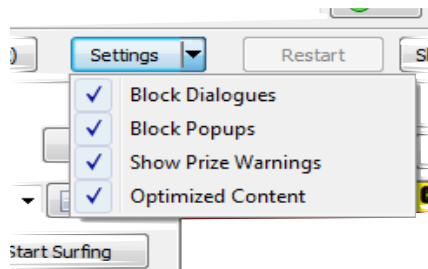 Settings
Restart
Block Dialogues
Block Popups
Show Prize Warnings
Optimized Content
Start Surfing